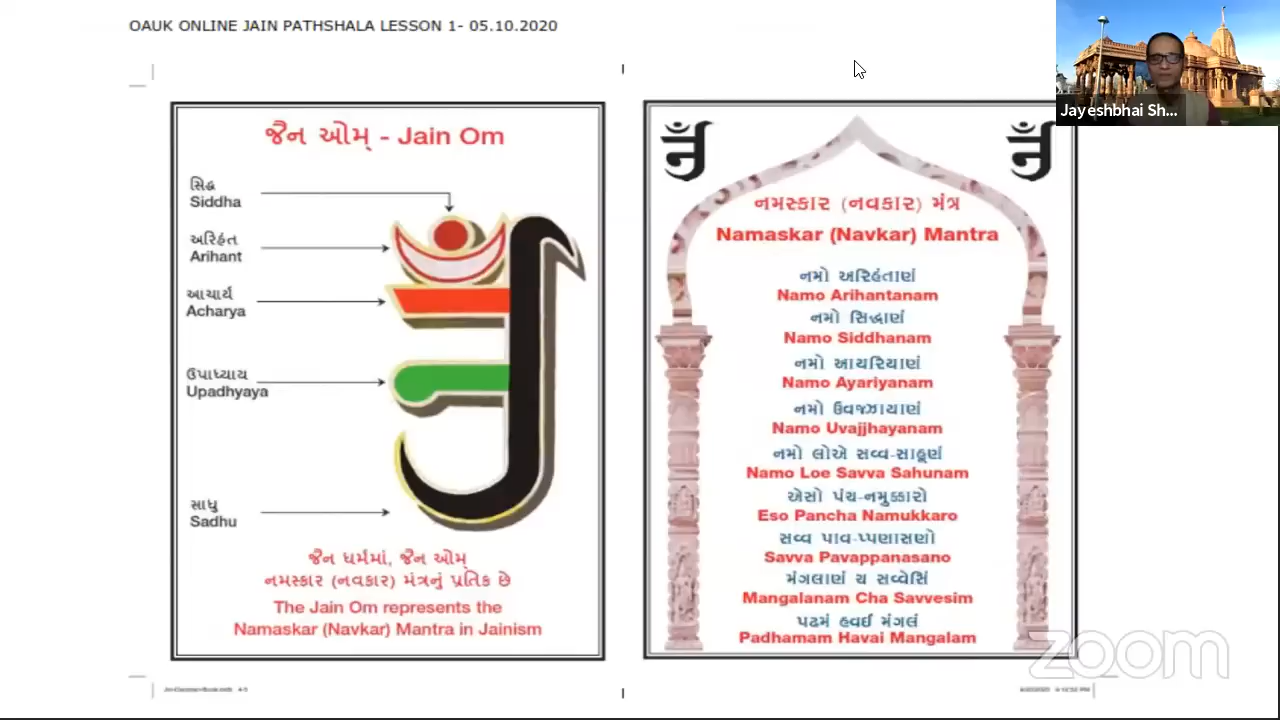 OAUK ONLINE JAIN PATHSHALA LESSON 1- 05.10.2020
Jayeshbhai Sh...
જૈન ઓમ્ - Jain Om
સિદ્ધ
Siddha
અરિહંત
Arihant
આચાર્ય
Acharya
ઉપાધ્યાય
Upadhyaya
સાધુ
Sadhu
જૈન ધર્મમાં, જૈન ઓમ્
નમસ્કાર (નવકાર) મંત્રનું પ્રતિક છે
The Jain Om represents the
Namaskar (Navkar) Mantra in Jainism
નમસ્કાર (નવકાર) મંત્ર
Namaskar (Navkar) Mantra
નમો અરિહંતાણં
Namo Arihantanam
નમો સિદ્ધાણં
Namo Siddhanam
નમો આયરિયાણં
Namo Ayariyanam
નમો ઉવજ્ઝાયાણં
Namo Uvajjhayanam
નમો લોએ સવ્વ-સાહૂણં
Namo Loe Savva Sahunam
એસો પંચ-નમુક્કારો
Eso Pancha Namukkaro
સવ્વ પાવ-પ્પણાસણો
Savva Pavappanasano
મંગલાણં ચ સવ્વેસિં
Mangalanam Cha Savvesim
પઢમં હવઈ મંગલં
Padhamam Havai Mangalam
zoom